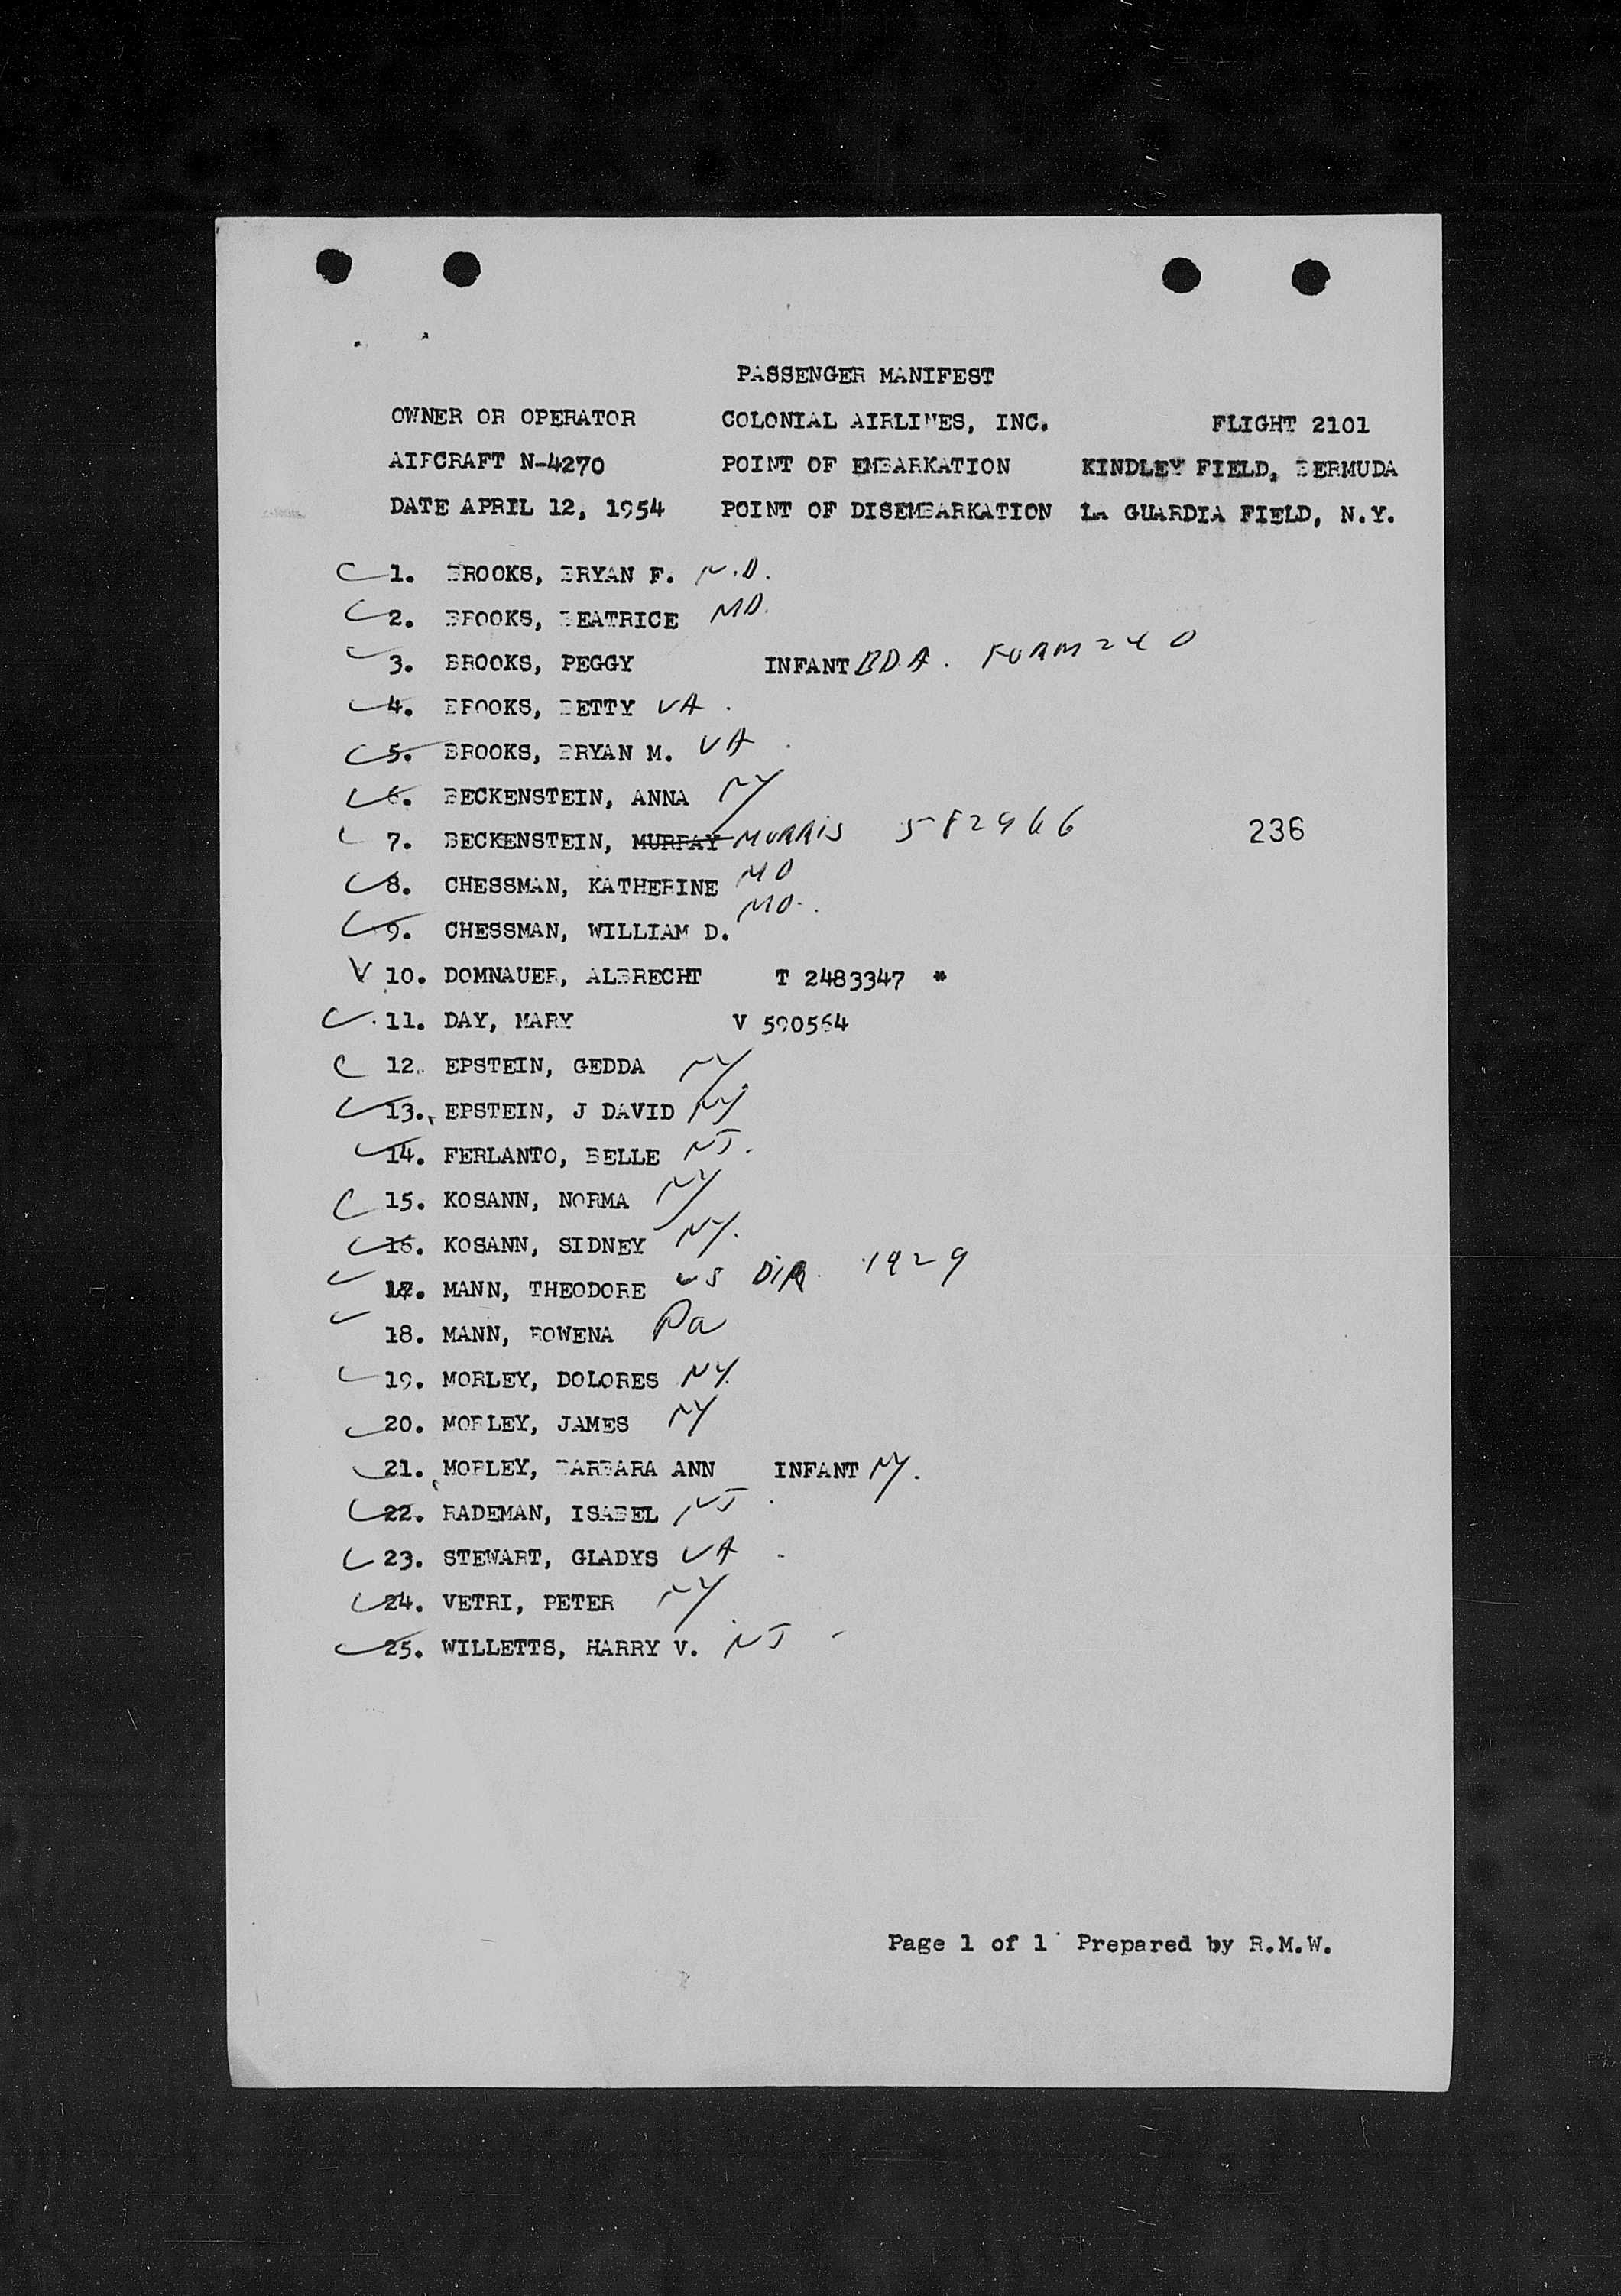 PASSENGER MANIFEST
OWNER OR OPERATOR COLONIAL AIRLINES, INC. FLIGHT 2101
AIRCRAFT N-4270 POINT OF EMBARKATION KINDLEY FIELD, BERMUDA
DATE APRIL 12, 1954 POINT OF DISEMBARKATION LA GUARDIA FIELD, N.Y.
1. BROOKS, BRYAN F. N.D.
2. BROOKS, BEATRICE MD.
3. BROOKS, PEGGY INFANT BDA. FORM 240
4. BROOKS, BETTY VA.
5. BROOKS, BRYAN M. VA
6. BECKENSTEIN, ANNA NY
7. BECKENSTEIN, MURRAY MORRIS 582966 236
8. CHESSMAN, KATHERINE MO
9. CHESSMAN, WILLIAM D. MO.
10. DOMNAUER, ALBRECHT T 2483347 *
11. DAY, MARY V 590564
12. EPSTEIN, GEDDA NY
13. EPSTEIN, J DAVID NY
14. FERLANTO, BELLE NJ.
15. KOSANN, NORMA NY
16. KOSANN, SIDNEY NY.
17. MANN, THEODORE US 1929
18. MANN, ROWENA Pa
19. MORLEY, DOLORES NY.
20. MORLEY, JAMES NY
21. MORLEY, BARBARA ANN INFANT NY.
22. RADEMAN, ISABEL NJ
23. STEWART, GLADYS VA
24. VETRI, PETER NY
25. WILLETTS, HARRY V. NJ
Page 1 of 1 Prepared by R.M.W.